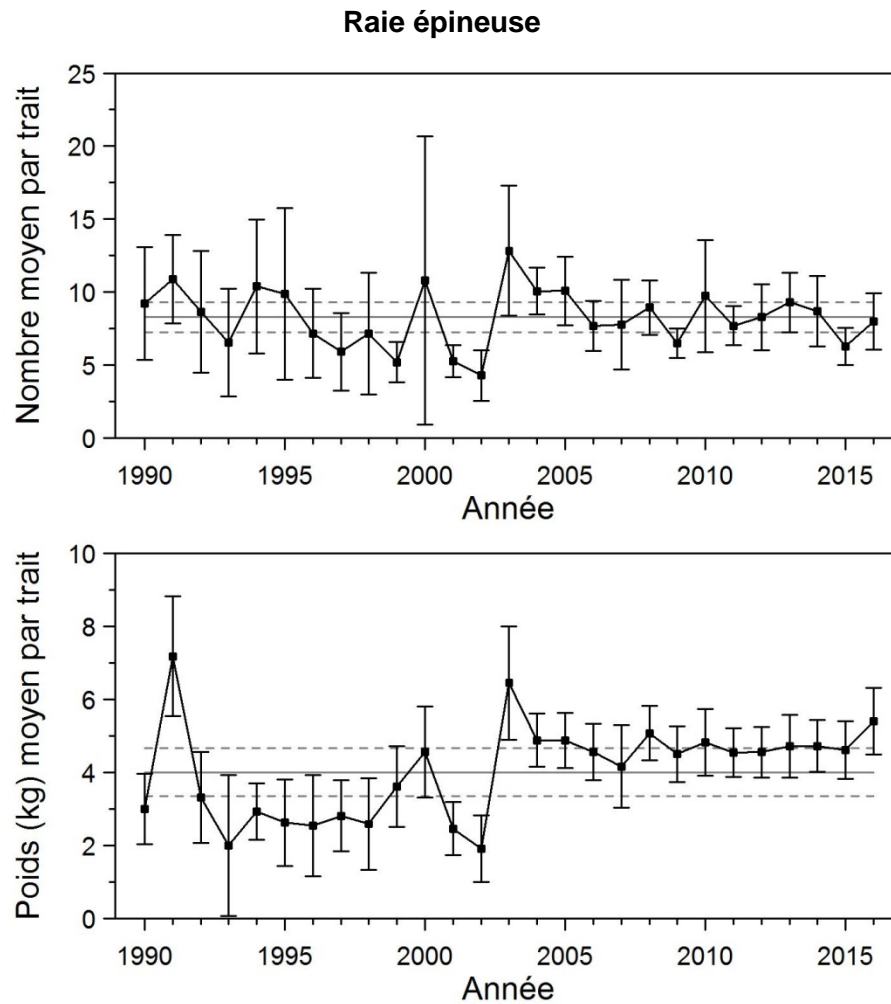 Raie épineuse
Nombre moyen par trait
25
20
15
10
5
0
1990 1995 2000 2005 2010 2015
Année
Poids (kg) moyen par trait
10
8
6
4
2
0
1990 1995 2000 2005 2010 2015
Année